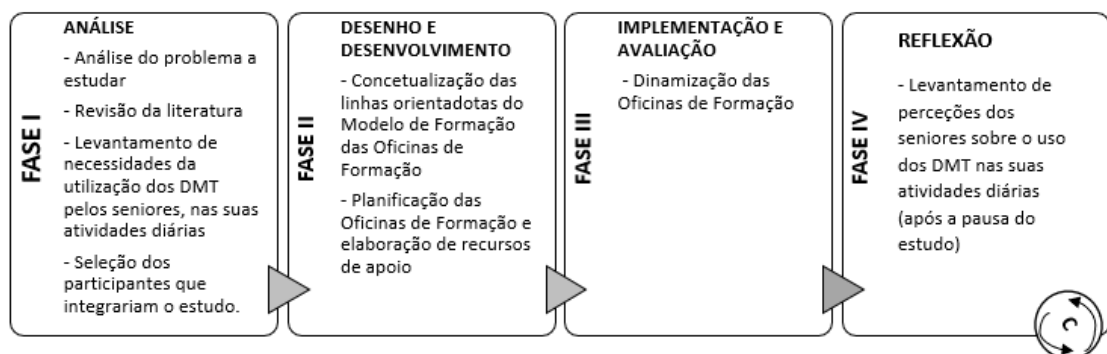 FASE I
ANÁLISE
- Análise do problema a
estudar
- Revisão da literatura
- Levantamento de
necessidades da
utilização dos DMT
pelos seniores, nas suas
atividades diárias
- Seleção dos
participantes que
integrariam o estudo.
FASE II
DESENHO E
DESENVOLVIMENTO
- Concetualização das
linhas orientadotas do
Modelo de Formação
das Oficinas de
Formação
- Planificação das
Oficinas de Formação e
elaboração de recursos
de apoio
FASE III
IMPLEMENTAÇÃO E
AVALIAÇÃO
- Dinamização das
Oficinas de Formação
FASE IV
REFLEXÃO
- Levantamento de
perceções dos
seniores sobre o uso
dos DMT nas suas
atividades diárias
(após a pausa do
estudo)